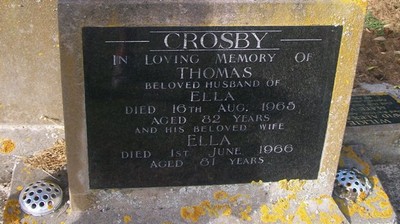 CROSBY
IN LOVING MEMORY OF
THOMAS
BELOVED HUSBAND OF
ELLA
DIED 16TH AUG. 1965
AGED 82 YEARS
AND HIS BELOVED WIFE
ELLA
DIED 1ST JUNE 1966
AGED 81 YEARS